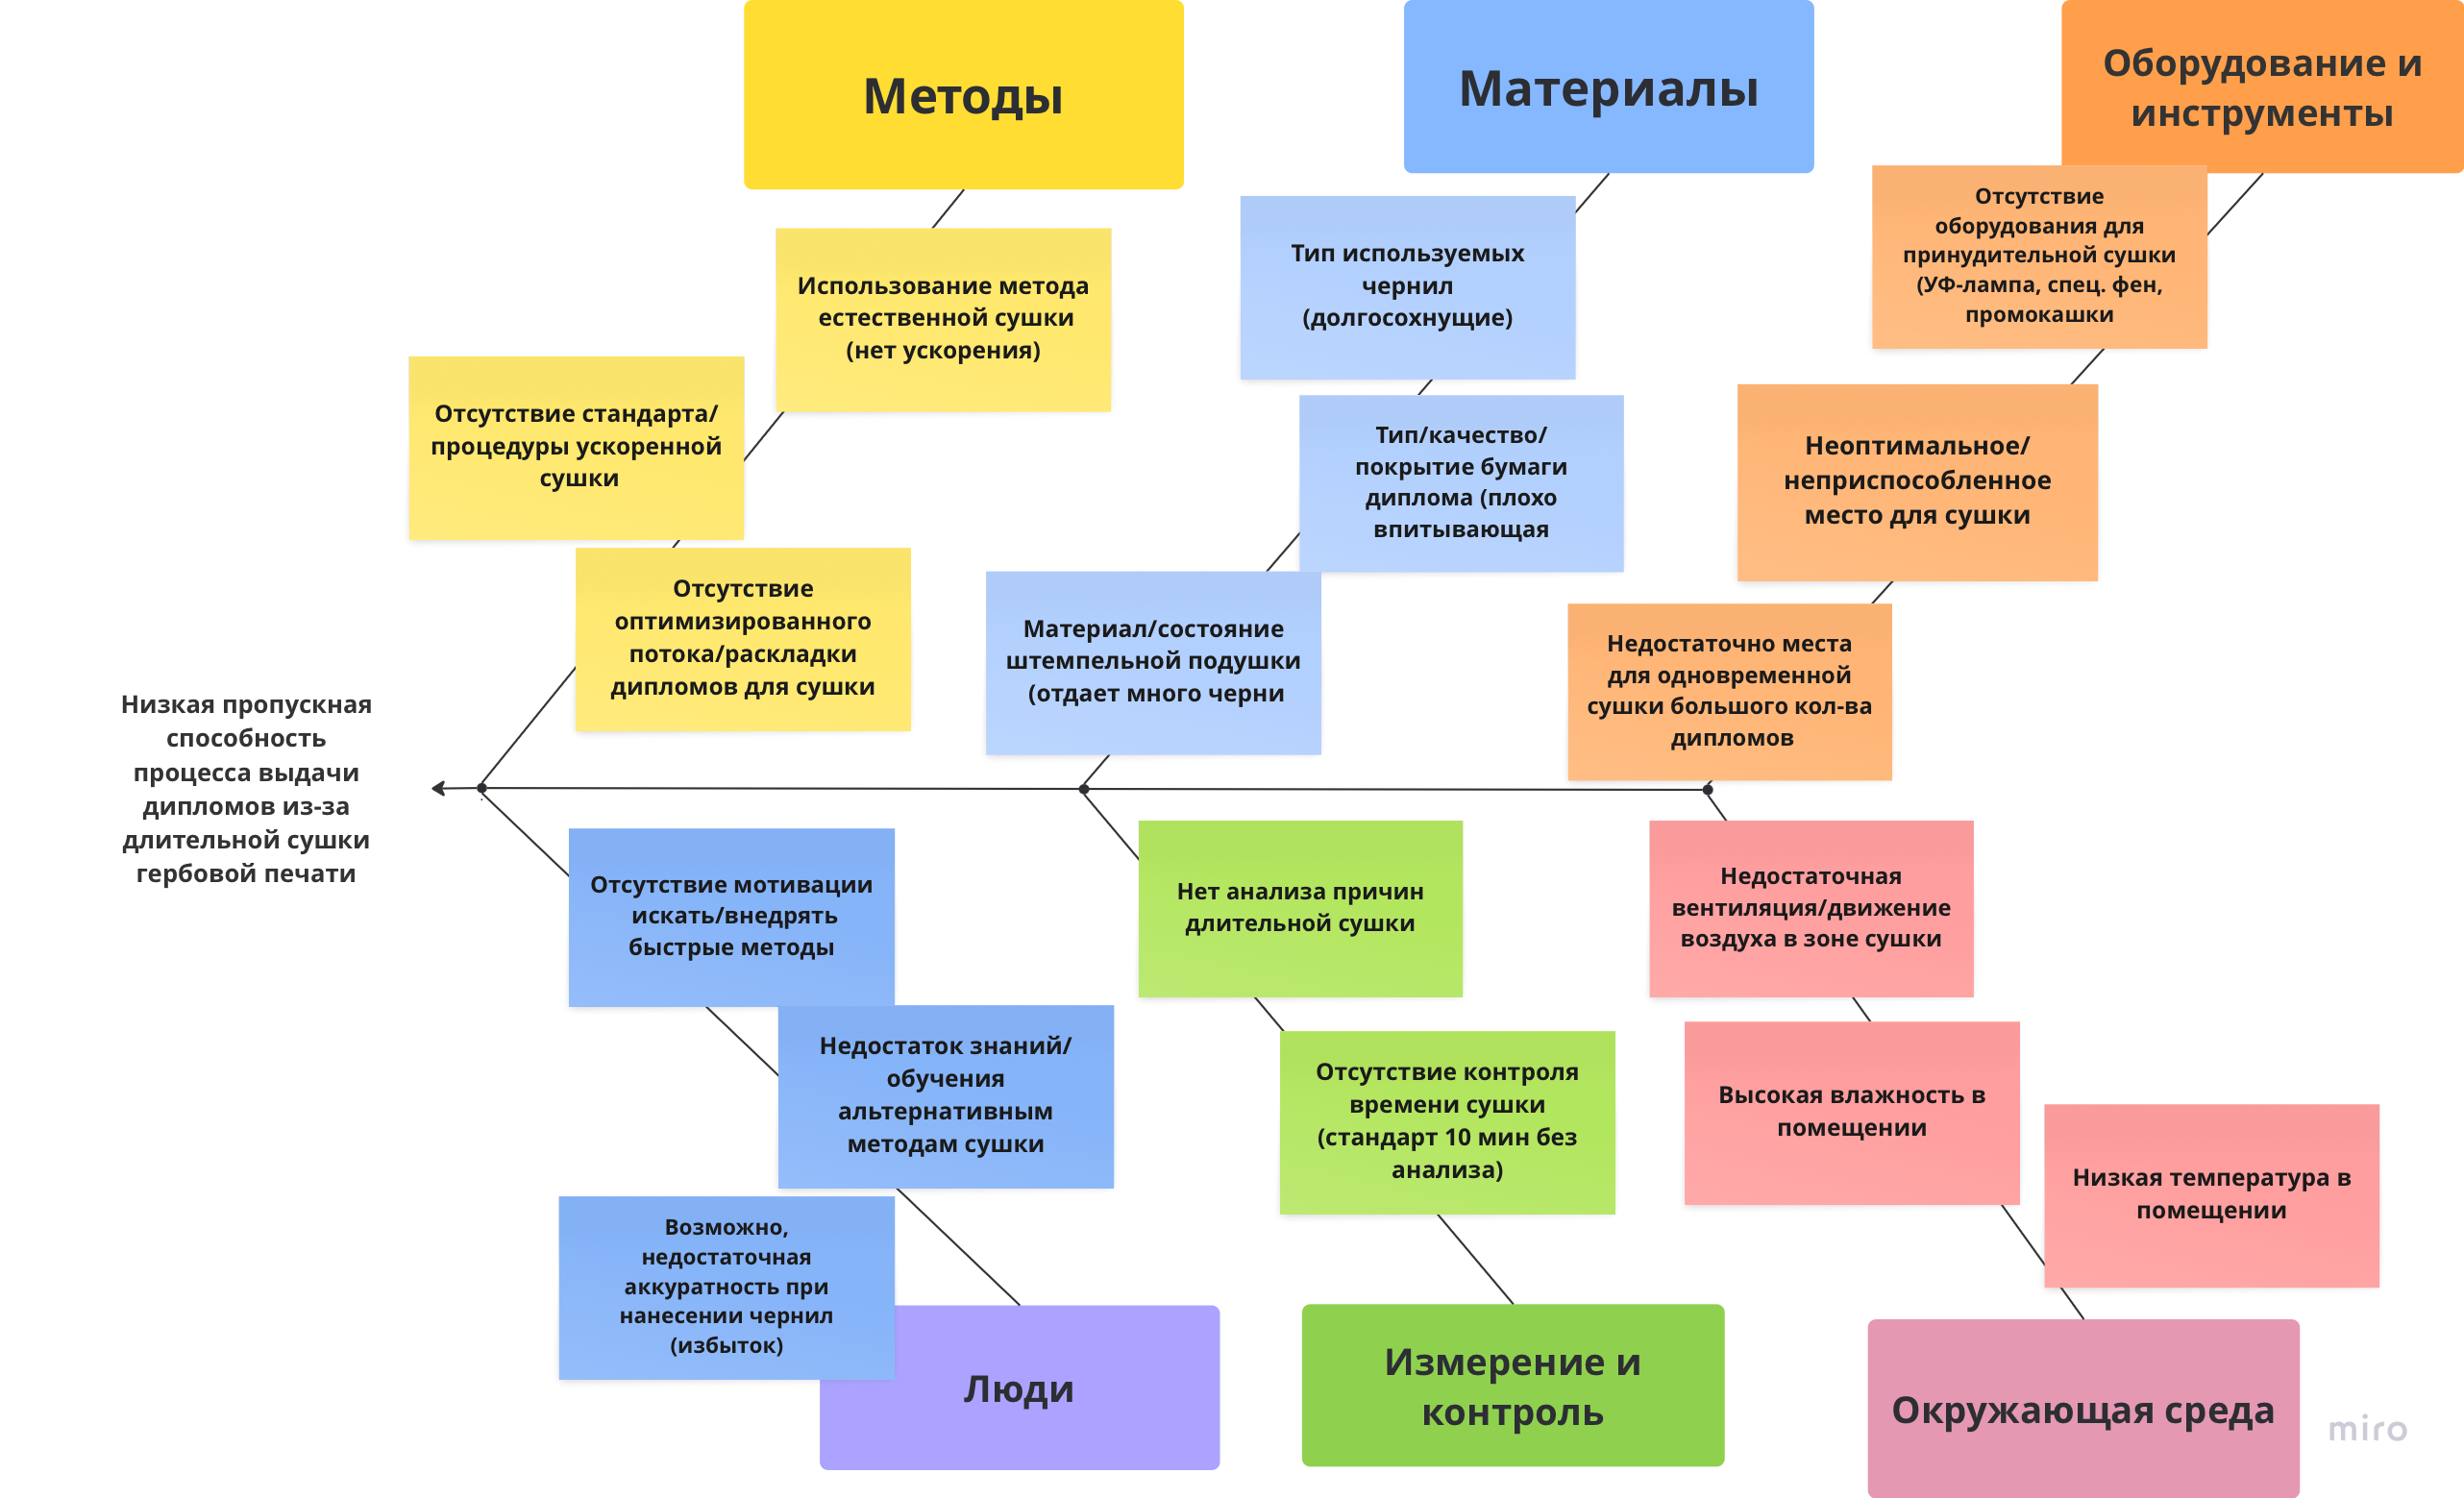 Методы
Материалы
Оборудование и
инструменты
Использование метода
естественной сушки
(нет ускорения)
Отсутствие стандарта/
процедуры ускоренной
сушки
Отсутствие
оптимизированного
потока/раскладки
дипломов для сушки
Тип используемых
чернил
(долгосохнущие)
Тип/качество/
покрытие бумаги
диплома (плохо
впитывающая
Материал/состояние
штемпельной подушки
(отдает много черни
Отсутствие
оборудования для
принудительной сушки
(УФ-лампа, спец. фен,
промокашки
Неоптимальное/
неприспособленное
место для сушки
Недостаточно места
для одновременной
сушки большого кол-ва
дипломов
Низкая пропускная
способность
процесса выдачи
дипломов из-за
длительной сушки
гербовой печати
Отсутствие мотивации
искать/внедрять
быстрые методы
Недостаток знаний/
обучения
альтернативным
методам сушки
Возможно,
недостаточная
аккуратность при
нанесении чернил
(избыток)
Люди
Нет анализа причин
длительной сушки
Отсутствие контроля
времени сушки
(стандарт 10 мин без
анализа)
Измерение и
контроль
Недостаточная
вентиляция/движение
воздуха в зоне сушки
Высокая влажность в
помещении
Низкая температура в
помещении
Окружающая среда
miro